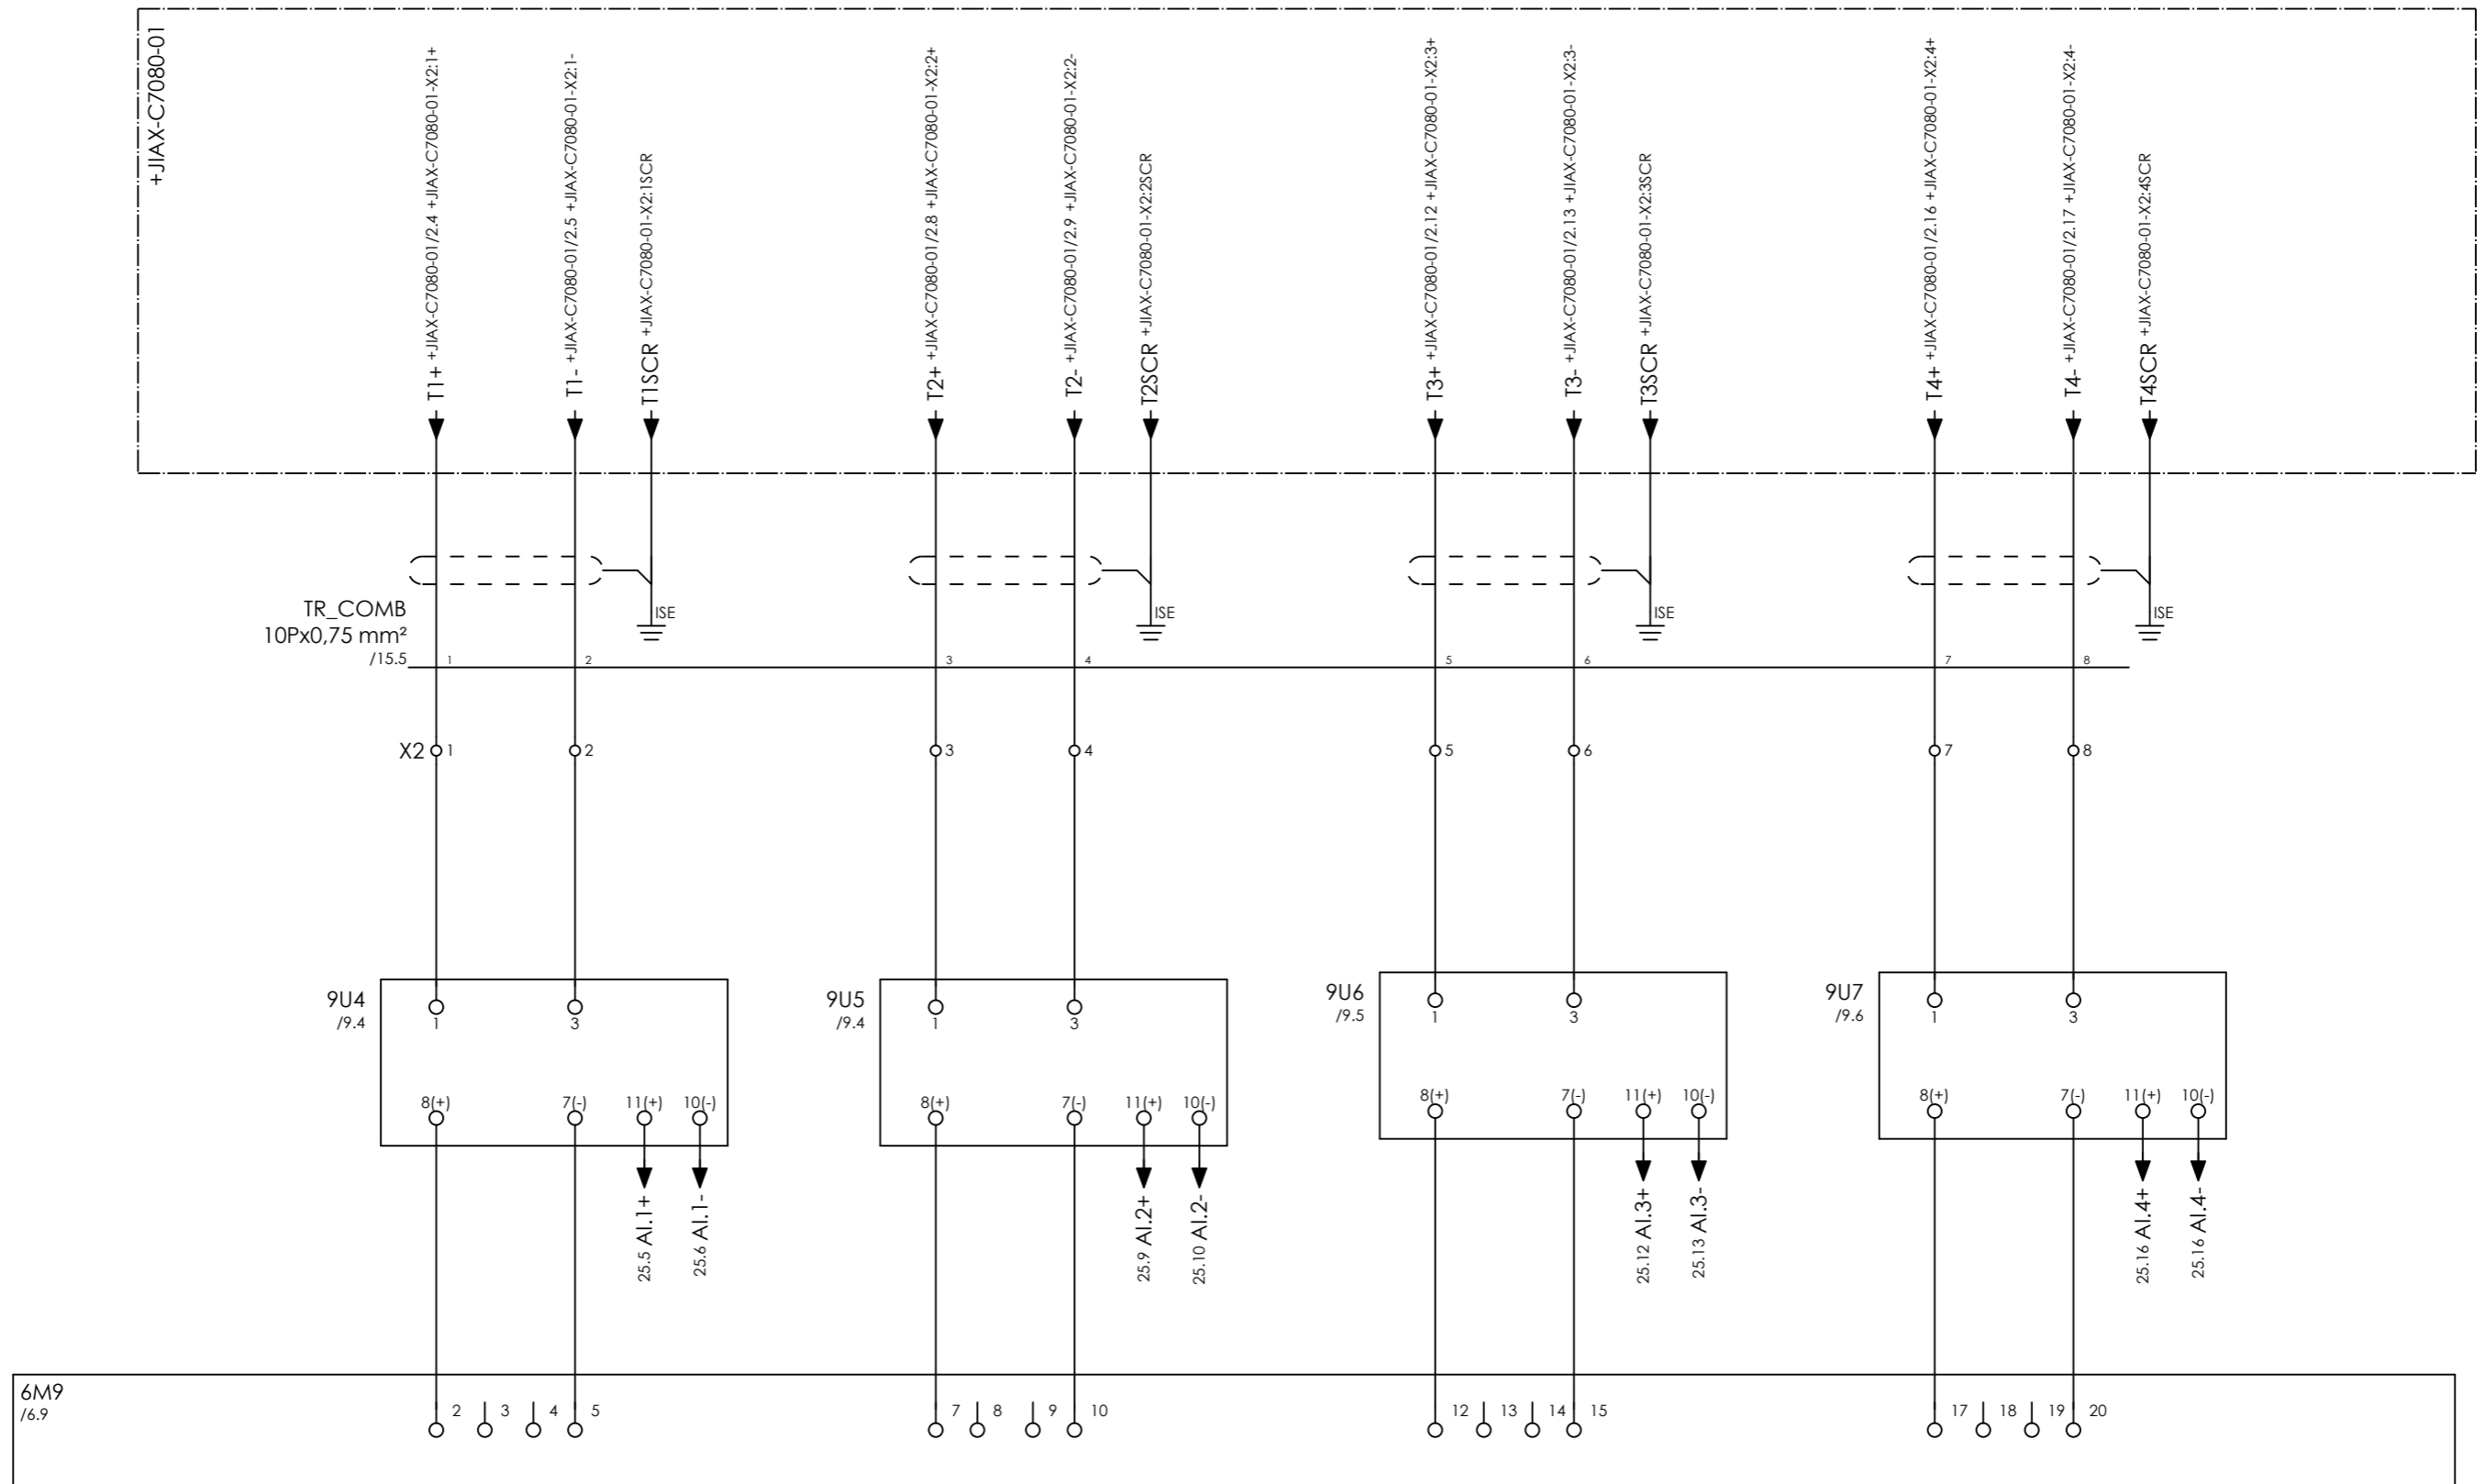 +JIAX-C7080-01
T1+ +JIAX-C7080-01/2.4 +JIAX-C7080-01-X2:1+
T1- +JIAX-C7080-01/2.5 +JIAX-C7080-01-X2:1-
T1SCR +JIAX-C7080-01-X2:1SCR
T2+ +JIAX-C7080-01/2.8 +JIAX-C7080-01-X2:2+
T2- +JIAX-C7080-01/2.9 +JIAX-C7080-01-X2:2-
T2SCR +JIAX-C7080-01-X2:2SCR
T3+ +JIAX-C7080-01/2.12 +JIAX-C7080-01-X2:3+
T3- +JIAX-C7080-01/2.13 +JIAX-C7080-01-X2:3-
T3SCR +JIAX-C7080-01-X2:3SCR
T4+ +JIAX-C7080-01/2.16 +JIAX-C7080-01-X2:4+
T4- +JIAX-C7080-01/2.17 +JIAX-C7080-01-X2:4-
T4SCR +JIAX-C7080-01-X2:4SCR
ISE ISE ISE ISE
TR_COMB
10Px0,75 mm²
/15.5 1 2 3 4 5 6 7 8
X2 1 2 3 4 5 6 7 8
9U4
/9.4
1 3
8(+) 7(-) 11(+) 10(-)
25.5 AI.1+
25.6 AI.1-
9U5
/9.4
1 3
8(+) 7(-) 11(+) 10(-)
25.9 AI.2+
25.10 AI.2-
9U6
/9.5
1 3
8(+) 7(-) 11(+) 10(-)
25.12 AI.3+
25.13 AI.3-
9U7
/9.6
1 3
8(+) 7(-) 11(+) 10(-)
25.16 AI.4+
25.16 AI.4-
6M9
/6.9
2 3 4 5 7 8 9 10 12 13 14 15 17 18 19 20